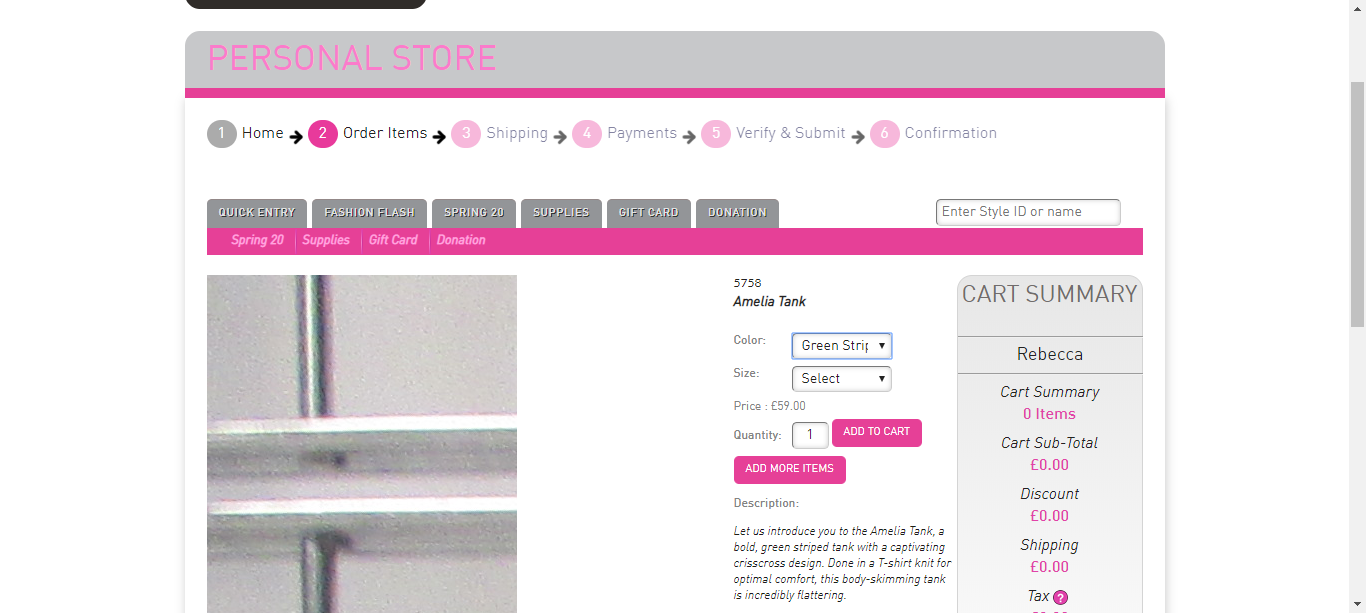 PERSONAL STORE
1 Home 2 Order Items 3 Shipping 4 Payments 5 Verify & Submit 6 Confirmation
QUICK ENTRY FASHION FLASH SPRING 20 SUPPLIES GIFT CARD DONATION
Enter Style ID or name
Spring 20 Supplies Gift Card Donation
5758
Amelia Tank
Color: Green Strip
Size: Select
Price : £59.00
Quantity: 1 ADD TO CART
ADD MORE ITEMS
Description:
Let us introduce you to the Amelia Tank, a
bold, green striped tank with a captivating
crisscross design. Done in a T-shirt knit for
optimal comfort, this body-skimming tank
is incredibly flattering.
CART SUMMARY
Rebecca
Cart Summary
0 Items
Cart Sub-Total
£0.00
Discount
£0.00
Shipping
£0.00
Tax ?